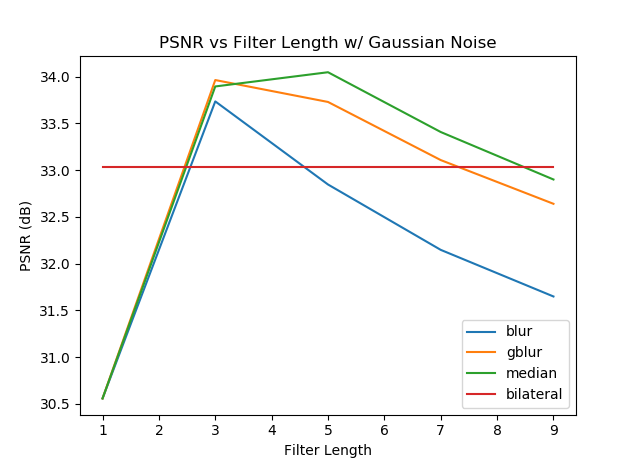 PSNR vs Filter Length w/ Gaussian Noise
PSNR (dB)
34.0
33.5
33.0
32.5
32.0
31.5
31.0
30.5
blur
gblur
median
bilateral
1 2 3 4 5 6 7 8 9
Filter Length